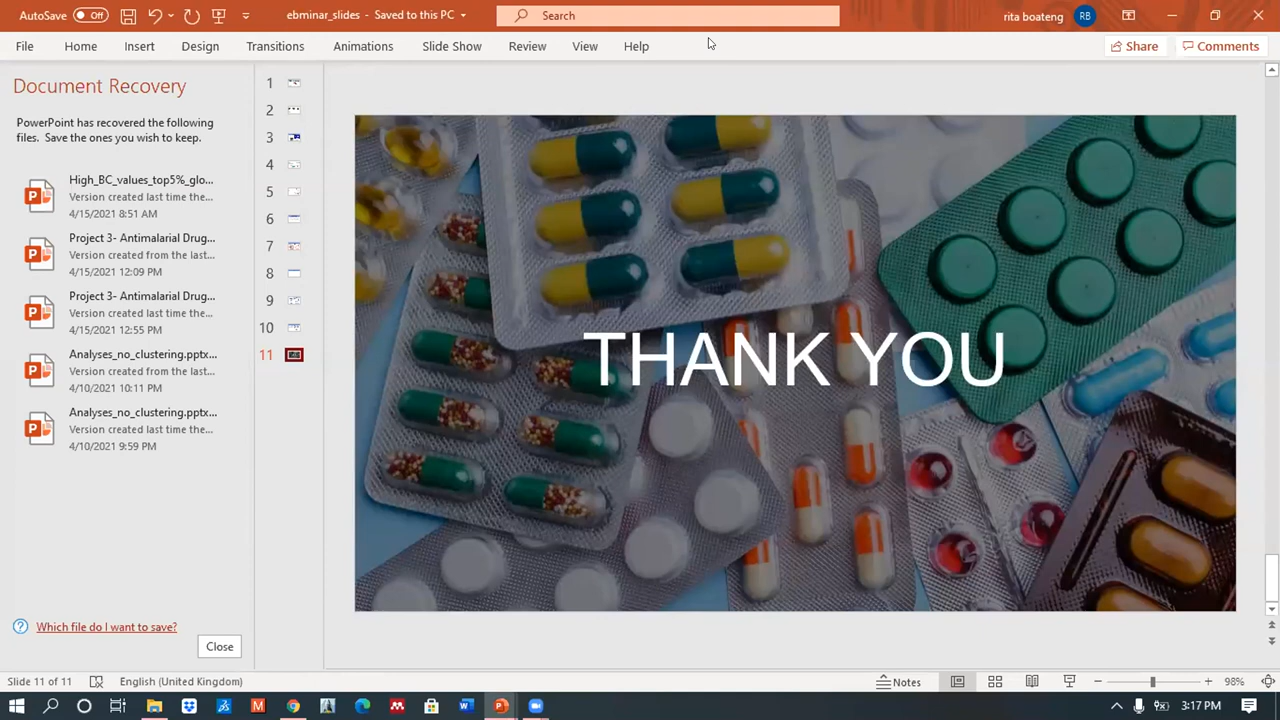 AutoSave Off ebminar_slides - Saved to this PC Search rita boateng RB
File Home Insert Design Transitions Animations Slide Show Review View Help Share Comments
Document Recovery
PowerPoint has recovered the following
files. Save the ones you wish to keep.
High_BC_values_top5%_glo...
Version created last time the...
4/15/2021 8:51 AM
Project 3- Antimalarial Drug...
Version created from the last...
4/15/2021 12:09 PM
Project 3- Antimalarial Drug...
Version created from the last...
4/15/2021 12:55 PM
Analyses_no_clustering.pptx...
Version created from the last...
4/10/2021 10:11 PM
Analyses_no_clustering.pptx...
Version created last time the...
4/10/2021 9:59 PM
Which file do I want to save?
Close
1
2
3
4
5
6
7
8
9
10
11
THANK YOU
Slide 11 of 11 English (United Kingdom) Notes 98%
3:17 PM